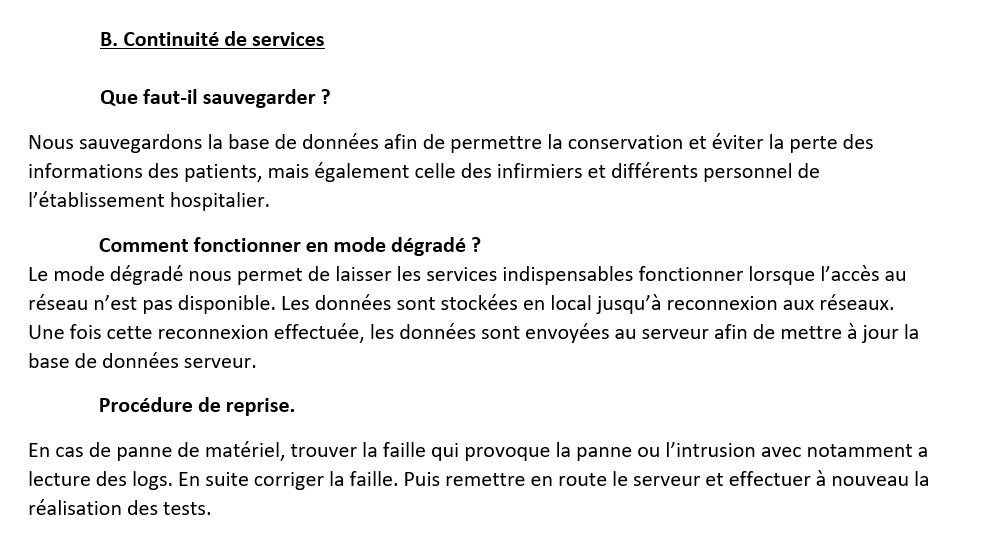 B. Continuité de services
Que faut-il sauvegarder ?
Nous sauvegardons la base de données afin de permettre la conservation et éviter la perte des
informations des patients, mais également celle des infirmiers et différents personnel de
l’établissement hospitalier.
Comment fonctionner en mode dégradé ?
Le mode dégradé nous permet de laisser les services indispensables fonctionner lorsque l’accès au
réseau n’est pas disponible. Les données sont stockées en local jusqu’à reconnexion aux réseaux.
Une fois cette reconnexion effectuée, les données sont envoyées au serveur afin de mettre à jour la
base de données serveur.
Procédure de reprise.
En cas de panne de matériel, trouver la faille qui provoque la panne ou l’intrusion avec notamment a
lecture des logs. En suite corriger la faille. Puis remettre en route le serveur et effectuer à nouveau la
réalisation des tests.